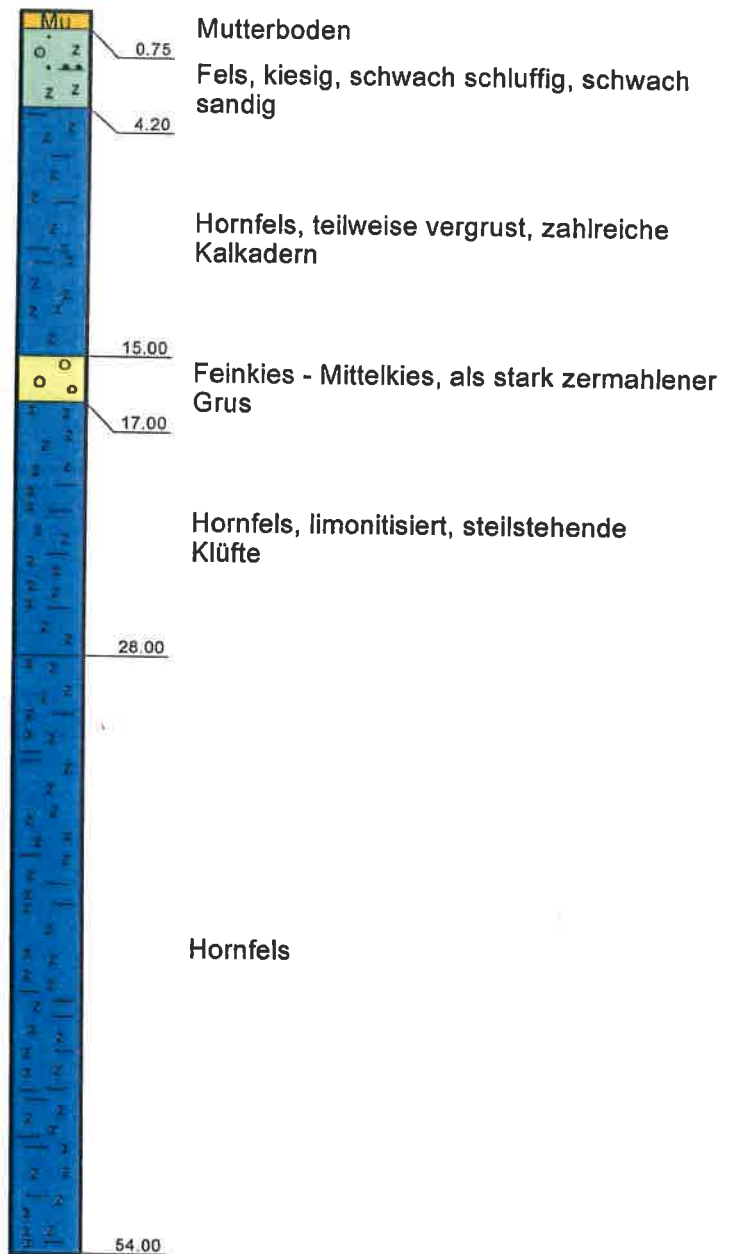 Mu
Mutterboden
0.75
Fels, kiesig, schwach schluffig, schwach
sandig
4.20
Hornfels, teilweise vergrust, zahlreiche
Kalkadern
15.00
Feinkies - Mittelkies, als stark zermahlener
Grus
17.00
Hornfels, limonitisiert, steilstehende
Klüfte
28.00
Hornfels
54.00